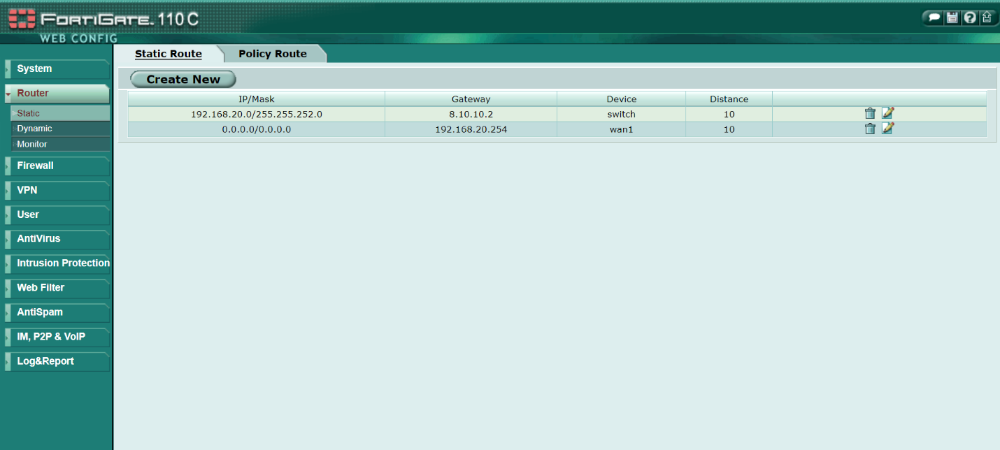 FORTIGATE. 110C
WEB CONFIG
System
Router
Static
Dynamic
Monitor
Firewall
VPN
User
AntiVirus
Intrusion Protection
Web Filter
AntiSpam
IM, P2P & VoIP
Log&Report
Static Route Policy Route
Create New
IP/Mask Gateway Device Distance
192.168.20.0/255.255.252.0 8.10.10.2 switch 10
0.0.0.0/0.0.0.0 192.168.20.254 wan1 10